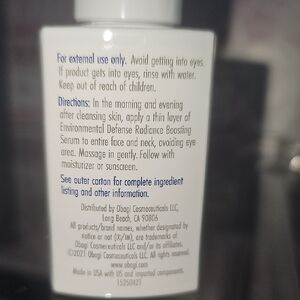 For external use only. Avoid getting into eyes.
If product gets into eyes, rinse with water.
Keep out of reach of children.
Directions: In the morning and evening
after cleansing skin, apply a thin layer of
Environmental Defense Radiance Boosting
Serum to entire face and neck, avoiding eye
area. Massage in gently. Follow with
moisturizer or sunscreen.
See outer carton for complete ingredient
listing and other information.
Distributed by Obagi Cosmeceuticals LLC,
Long Beach, CA 90806
All products/brand names, whether designated by
notice or not (®/™), are trademarks of
Obagi Cosmeceuticals LLC and/or its affiliates.
©2021 Obagi Cosmeceuticals LLC
www.obagi.com
Made in USA with US and imported components.